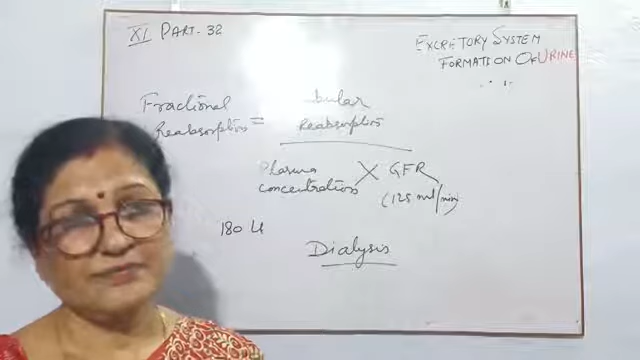 XI PART. 32
EXCRETORY SYSTEM
FORMATION OF URINE
Fractional
Reabsorption =
bular
Reabsorption
Plasma
concentration × GFR
(125 ml/min)
180 L
Dialysis